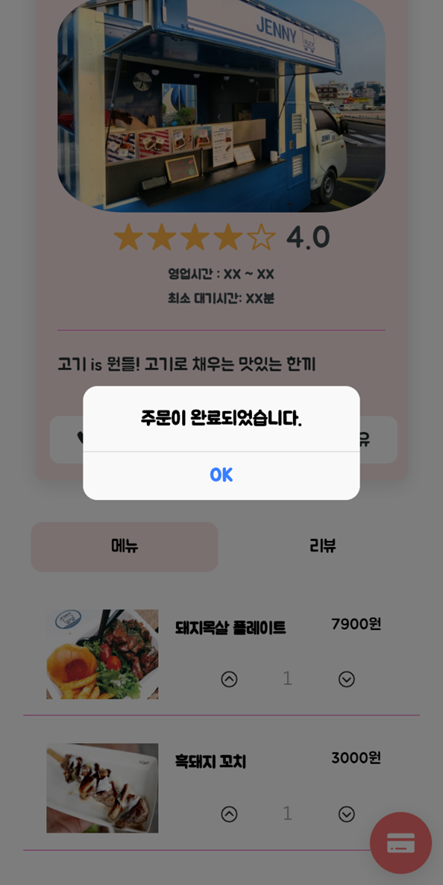 JENNY
4.0
영업시간 : XX ~ XX
최소 대기시간: XX분
고기 is 뭔들! 고기로 채우는 맛있는 한끼
주문이 완료되었습니다.
OK
유
메뉴
리뷰
돼지목살 플레이트
7900원
1
흑돼지 꼬치
3000원
1